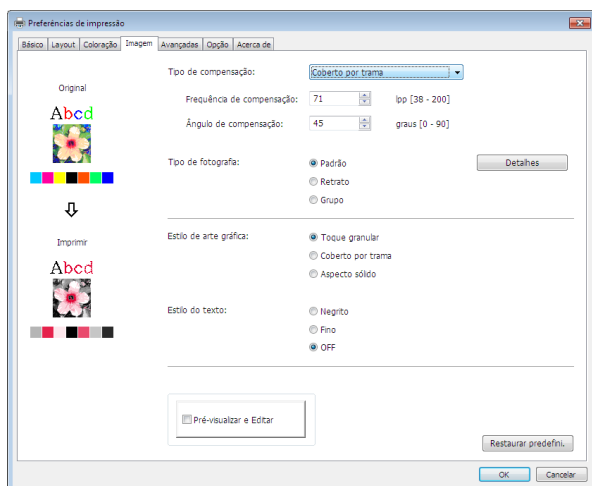 Preferências de impressão
Básico Layout Coloração Imagem Avançadas Opção Acerca de
Tipo de compensação: Coberto por trama
Original
Frequência de compensação: 71 lpp [38 - 200]
Abcd
Ângulo de compensação: 45 graus [0 - 90]
Tipo de fotografia: Padrão Detalhes
Retrato
Grupo
Imprimir
Estilo de arte gráfica: Toque granular
Abcd
Coberto por trama
Aspecto sólido
Estilo do texto: Negrito
Fino
OFF
Pré-visualizar e Editar
Restaurar predefini.
OK Cancelar